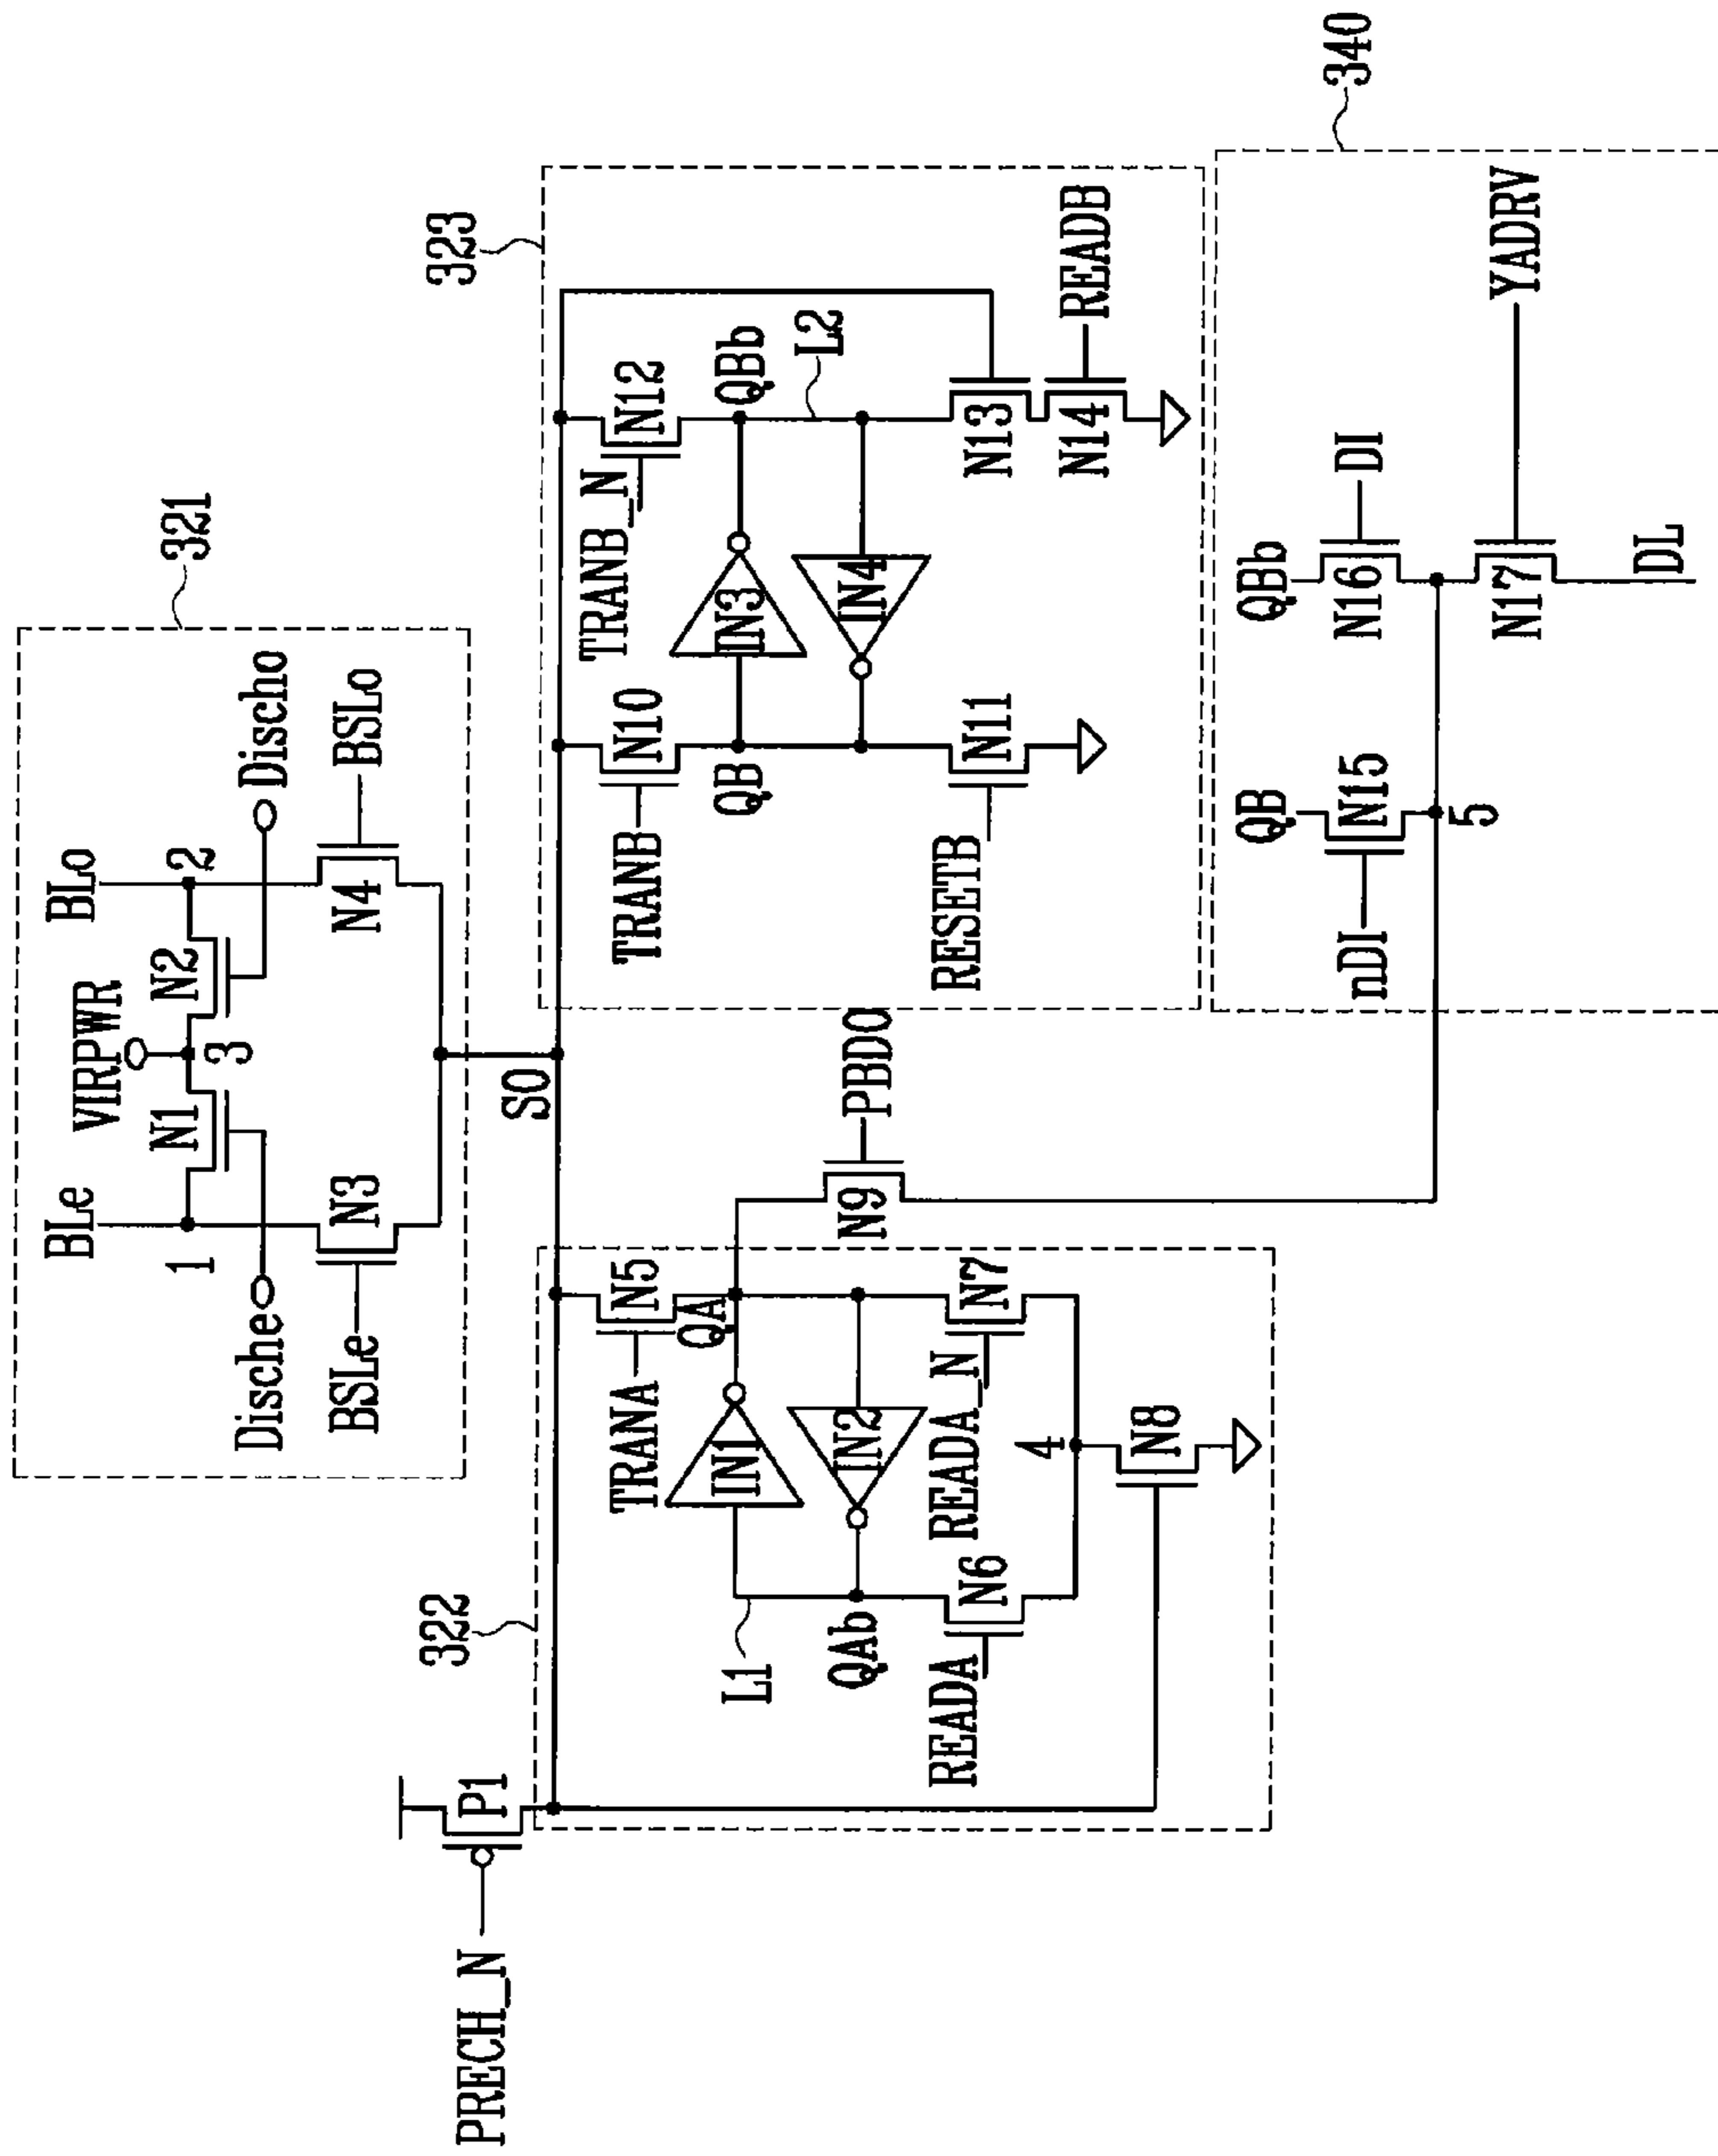 321
BLe
VIRPWR
BLo
N1
N2
1
3
2
Dische
Discho
BSLe
N3
N4
BSLo
SO
PRECH_N
P1
322
323
TRANA
N5
QA
L1
IN1
IN2
QAb
READA
N6
READA_N
N7
4
N8
N9
PBDO
TRANB
N10
TRANB_N
N12
QB
IN3
QBb
IN4
L2
RESETB
N11
N13
N14
READB
340
QB
QBb
nDI
N15
N16
DI
5
N17
YADRV
DL